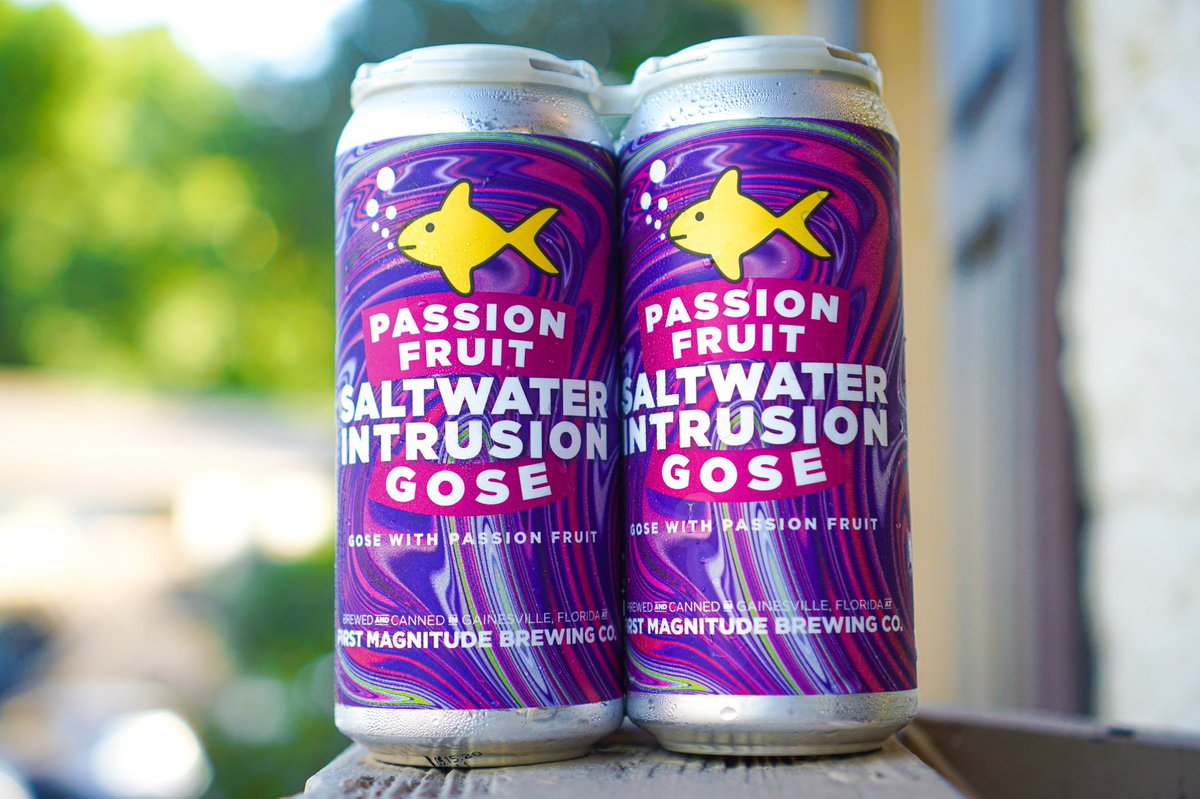 PASSION
FRUIT
SALTWATER
INTRUSION
GOSE
GOSE WITH PASSION FRUIT
BREWED AND CANNED IN GAINESVILLE, FLORIDA AT
FIRST MAGNITUDE BREWING CO.
PASSION
FRUIT
SALTWATER
INTRUSION
GOSE
GOSE WITH PASSION FRUIT
BREWED AND CANNED IN GAINESVILLE, FLORIDA AT
FIRST MAGNITUDE BREWING CO.